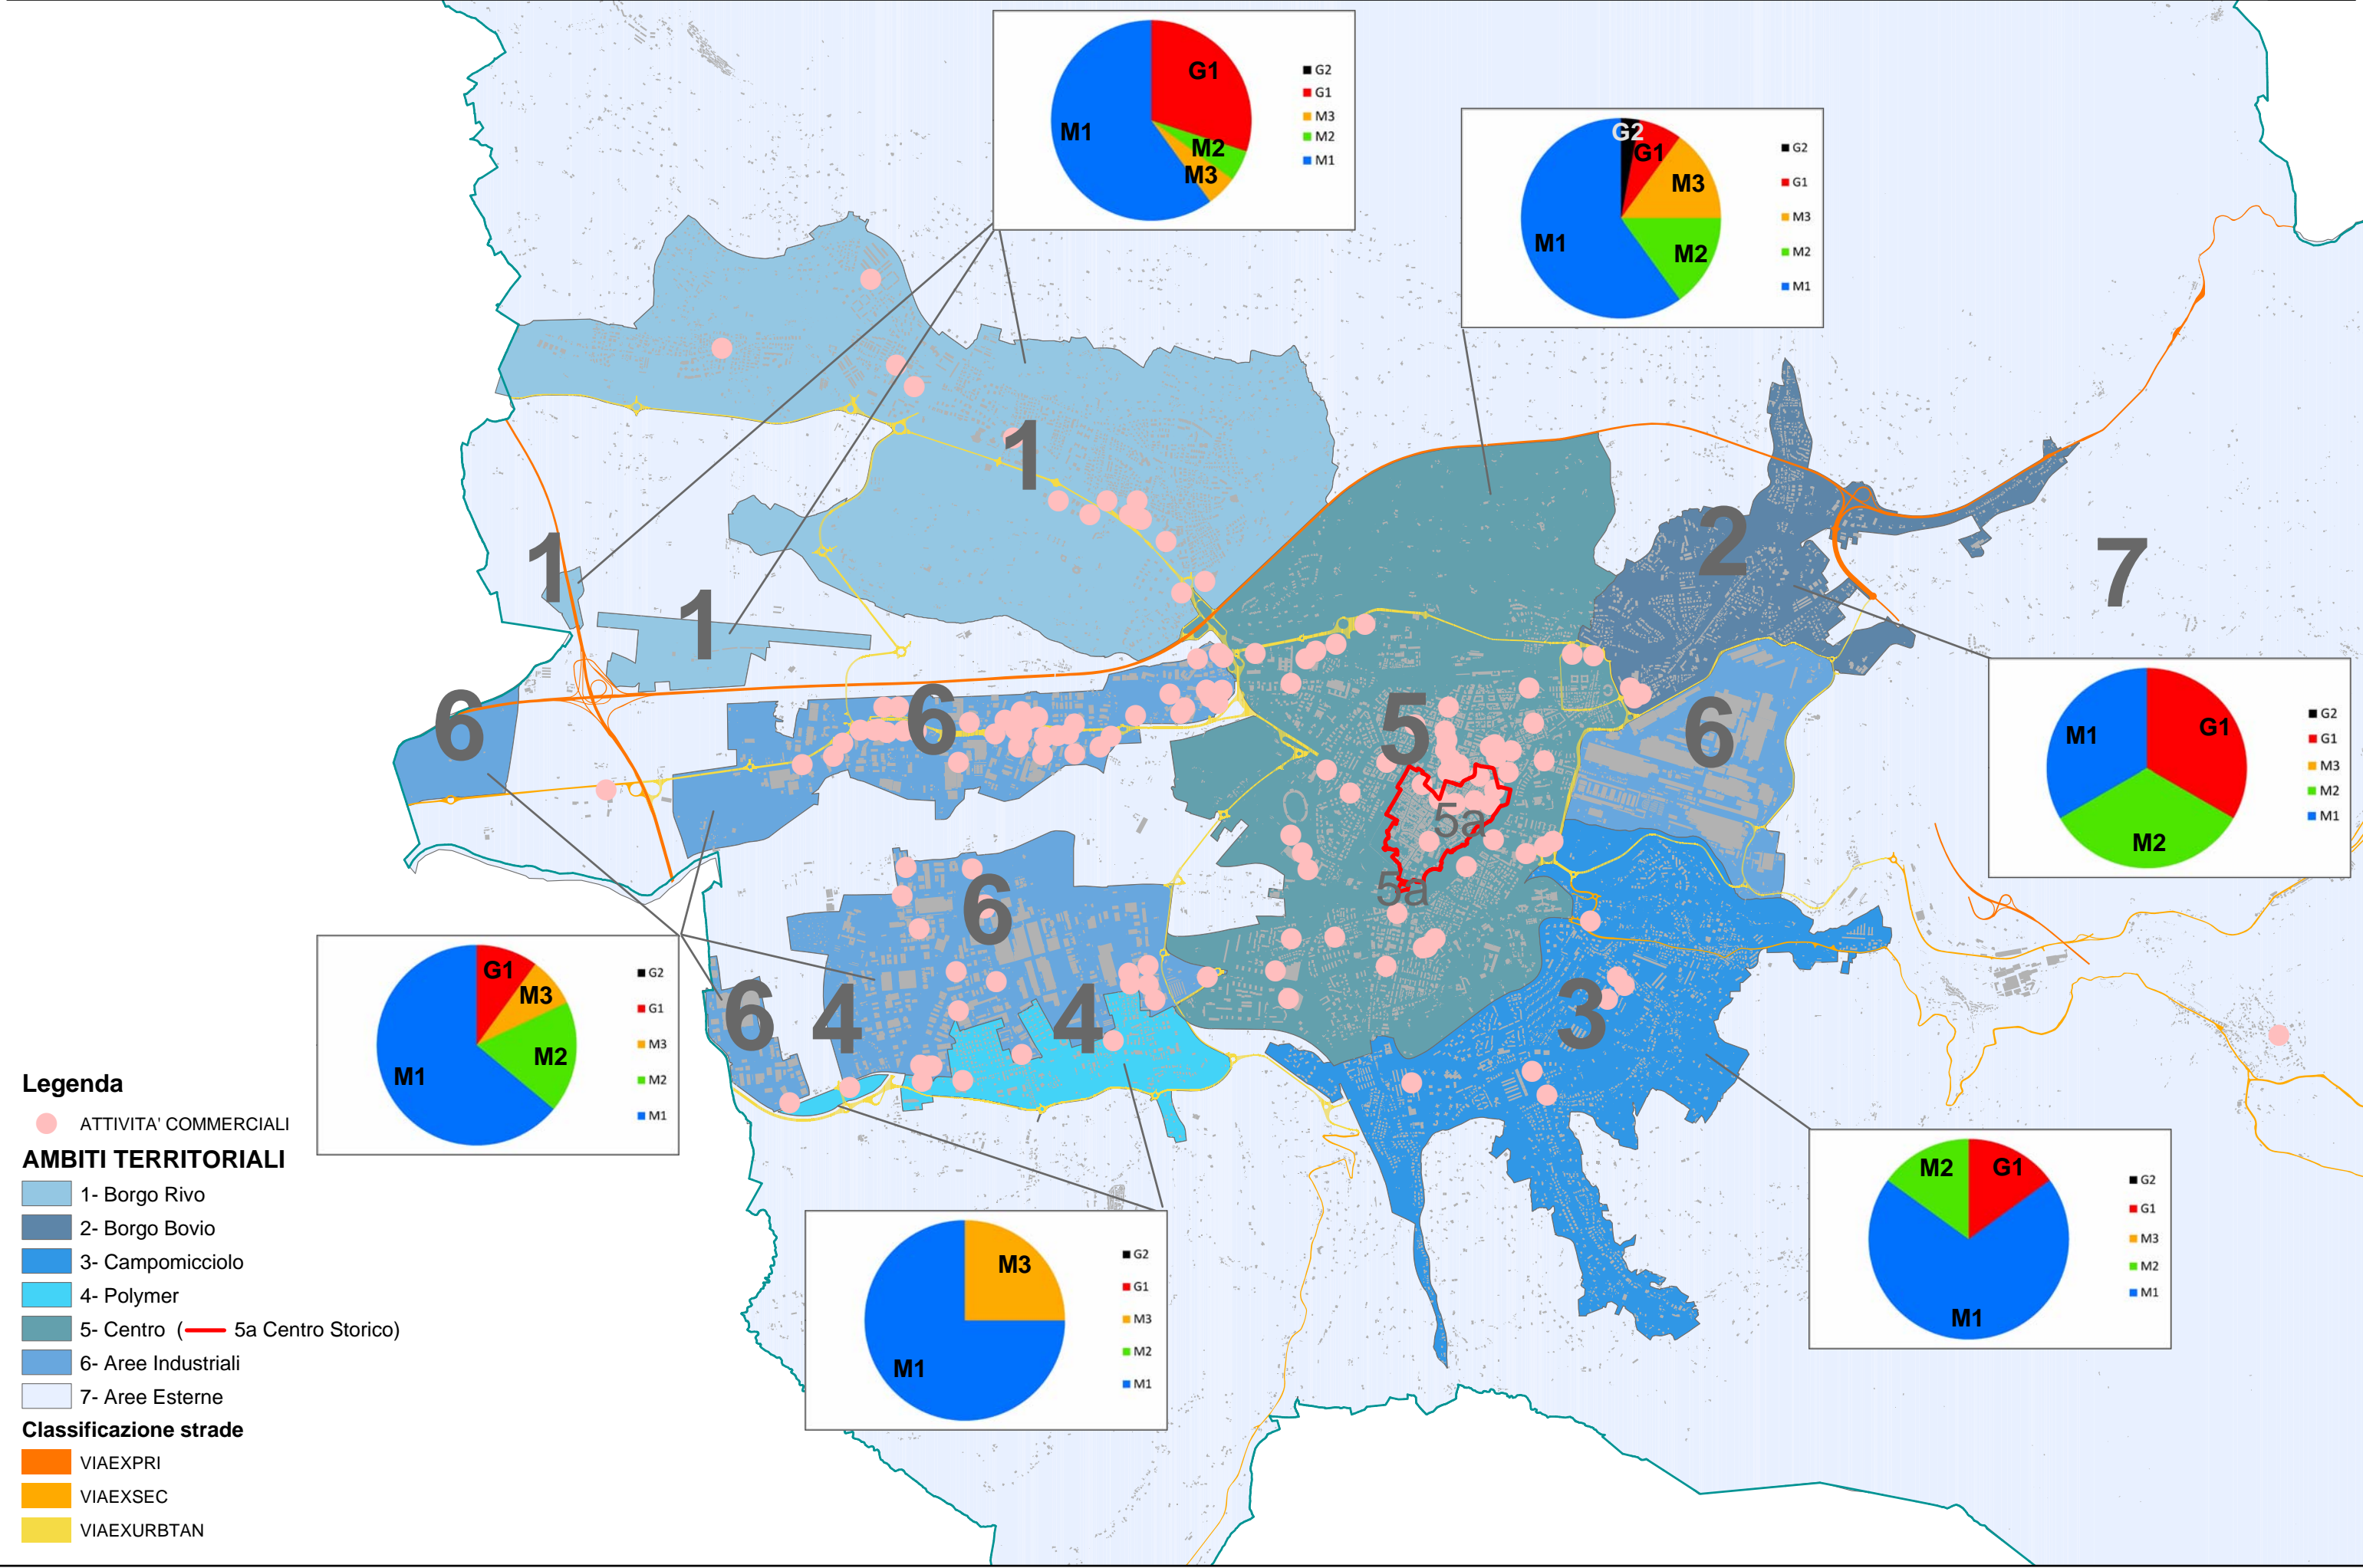 G1
M1
M2
M3
G2
G1
M3
M2
M1
G2
G1
M3
M2
M1
G2
G1
M3
M2
M1
1
1
1
2
7
6
6
5
6
5a
5a
6
6
4
4
3
M1
G1
M2
G2
G1
M3
M2
M1
G1
M3
M2
M1
G2
G1
M3
M2
M1
M3
M1
G2
G1
M3
M2
M1
M2
G1
M1
G2
G1
M3
M2
M1
Legenda
ATTIVITA' COMMERCIALI
AMBITI TERRITORIALI
1- Borgo Rivo
2- Borgo Bovio
3- Campomicciolo
4- Polymer
5- Centro ( 5a Centro Storico)
6- Aree Industriali
7- Aree Esterne
Classificazione strade
VIAEXPRI
VIAEXSEC
VIAEXURBTAN